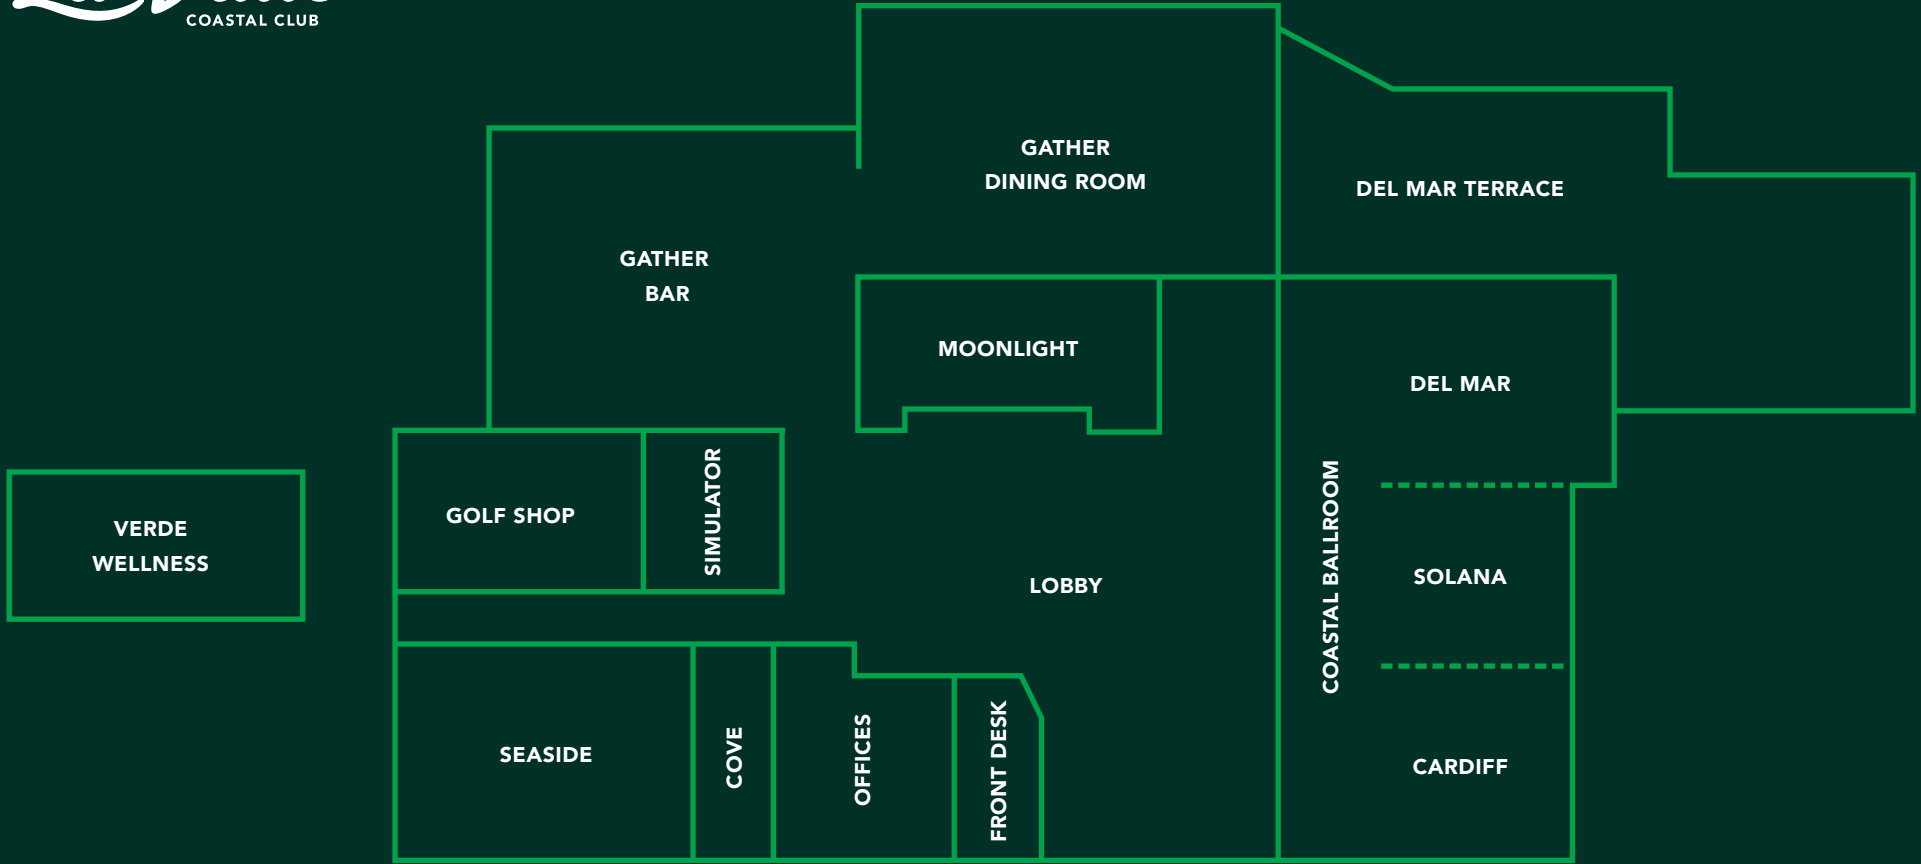 COASTAL CLUB
GATHER
DINING ROOM
DEL MAR TERRACE
GATHER
BAR
MOONLIGHT
DEL MAR
GOLF SHOP
SIMULATOR
VERDE
WELLNESS
LOBBY
COASTAL BALLROOM
SOLANA
SEASIDE
COVE
OFFICES
FRONT DESK
CARDIFF